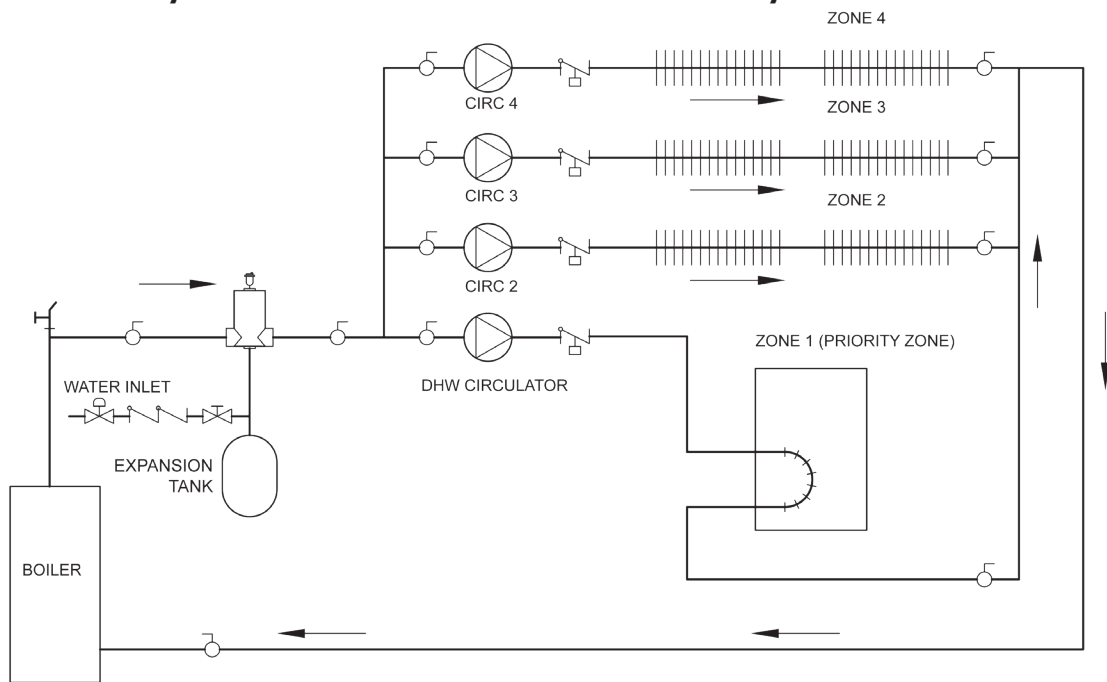 ZONE 4
CIRC 4
ZONE 3
CIRC 3
ZONE 2
CIRC 2
ZONE 1 (PRIORITY ZONE)
DHW CIRCULATOR
WATER INLET
EXPANSION
TANK
BOILER